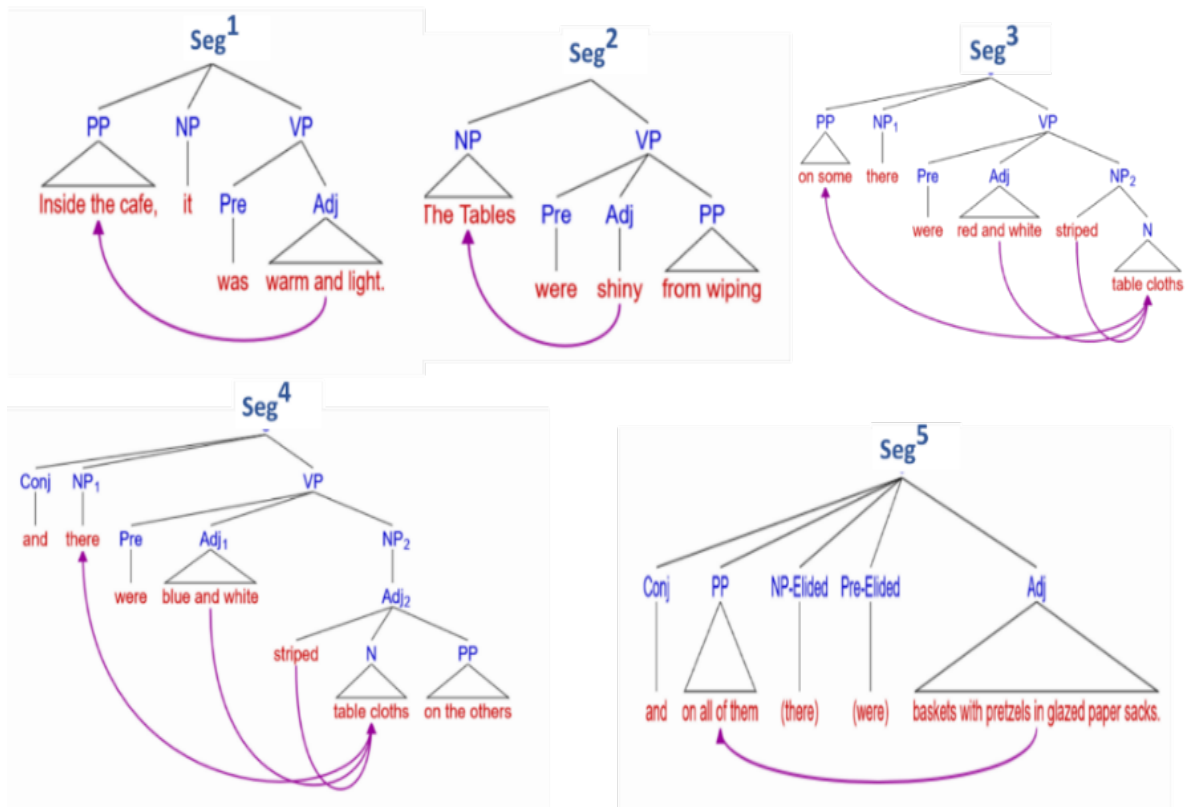 Seg1
PP NP VP
Inside the cafe, it Pre Adj
was warm and light.
Seg2
NP VP
The Tables Pre Adj PP
were shiny from wiping
Seg3
PP NP1 VP
on some there Pre Adj NP2
were red and white striped N
table cloths
Seg4
Conj NP1 VP
and there Pre Adj1 NP2
were blue and white Adj2
striped N PP
table cloths on the others
Seg5
Conj PP NP-Elided Pre-Elided Adj
and on all of them (there) (were) baskets with pretzels in glazed paper sacks.